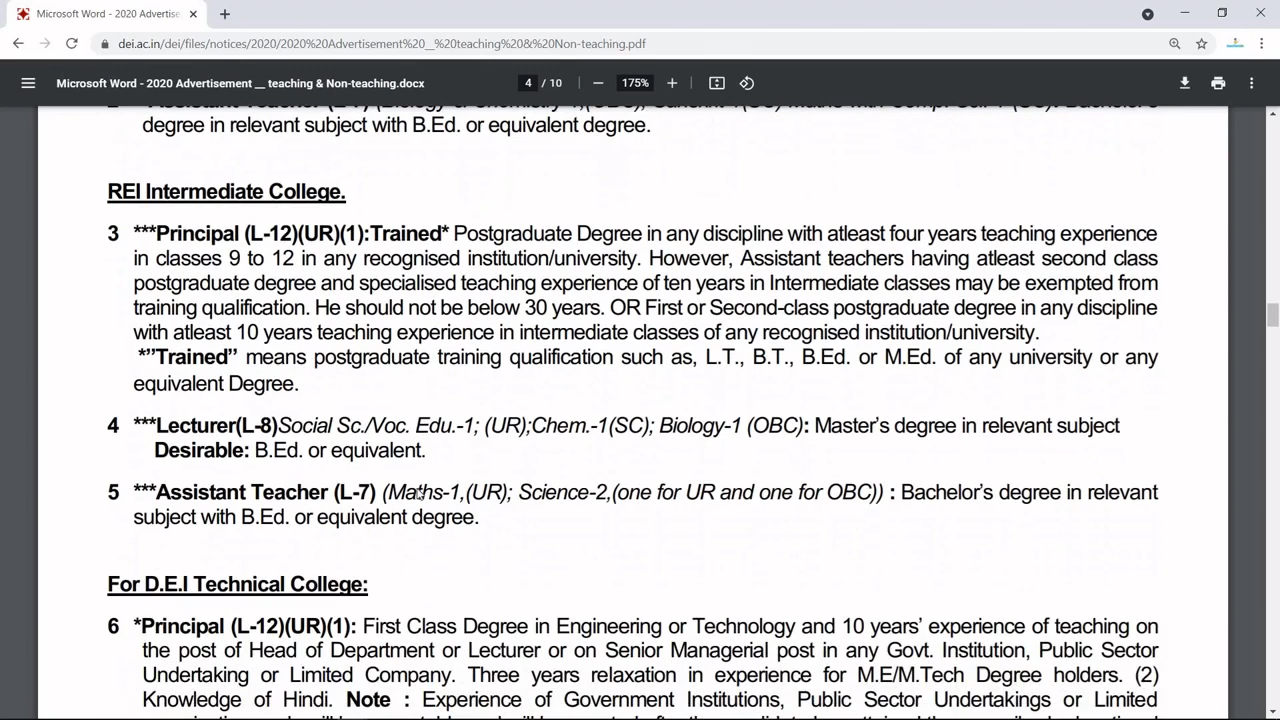 Microsoft Word - 2020 Advertise
dei.ac.in/dei/files/notices/2020/2020%20Advertisement%20__%20teaching%20&%20Non-teaching.pdf
Microsoft Word - 2020 Advertisement __ teaching & Non-teaching.docx
4 / 10
175%
degree in relevant subject with B.Ed. or equivalent degree.
REI Intermediate College.
3 ***Principal (L-12)(UR)(1):Trained* Postgraduate Degree in any discipline with atleast four years teaching experience
in classes 9 to 12 in any recognised institution/university. However, Assistant teachers having atleast second class
postgraduate degree and specialised teaching experience of ten years in Intermediate classes may be exempted from
training qualification. He should not be below 30 years. OR First or Second-class postgraduate degree in any discipline
with atleast 10 years teaching experience in intermediate classes of any recognised institution/university.
*”Trained” means postgraduate training qualification such as, L.T., B.T., B.Ed. or M.Ed. of any university or any
equivalent Degree.
4 ***Lecturer(L-8)Social Sc./Voc. Edu.-1; (UR);Chem.-1(SC); Biology-1 (OBC): Master’s degree in relevant subject
Desirable: B.Ed. or equivalent.
5 ***Assistant Teacher (L-7) (Maths-1,(UR); Science-2,(one for UR and one for OBC)) : Bachelor’s degree in relevant
subject with B.Ed. or equivalent degree.
For D.E.I Technical College:
6 *Principal (L-12)(UR)(1): First Class Degree in Engineering or Technology and 10 years’ experience of teaching on
the post of Head of Department or Lecturer or on Senior Managerial post in any Govt. Institution, Public Sector
Undertaking or Limited Company. Three years relaxation in experience for M.E/M.Tech Degree holders. (2)
Knowledge of Hindi. Note : Experience of Government Institutions, Public Sector Undertakings or Limited